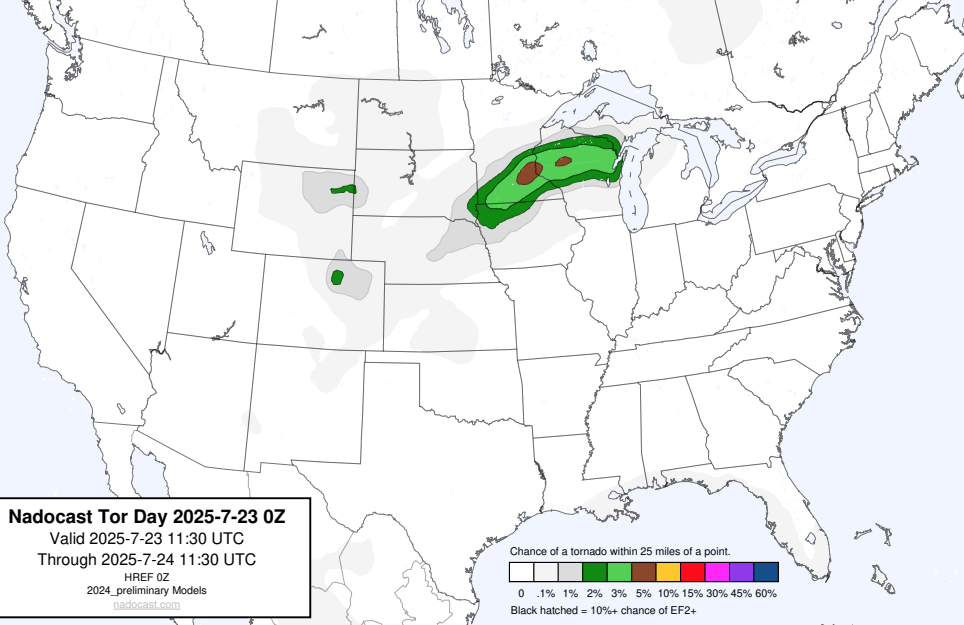 Nadocast Tor Day 2025-7-23 0Z
Valid 2025-7-23 11:30 UTC
Through 2025-7-24 11:30 UTC
HREF 0Z
2024_preliminary Models
nadocast.com
Chance of a tornado within 25 miles of a point.
0 .1% 1% 2% 3% 5% 10% 15% 30% 45% 60%
Black hatched = 10%+ chance of EF2+